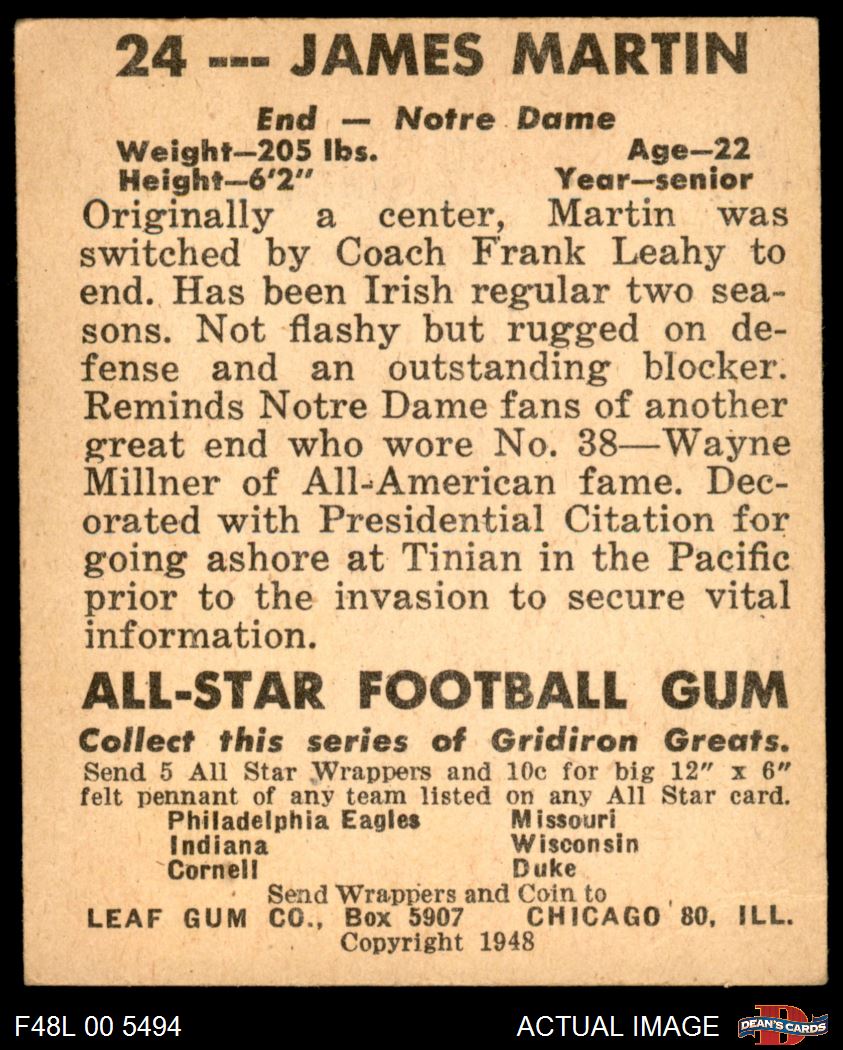 24 --- JAMES MARTIN
End — Notre Dame
Weight—205 lbs. Age—22
Height—6'2" Year—senior
Originally a center, Martin was
switched by Coach Frank Leahy to
end. Has been Irish regular two sea-
sons. Not flashy but rugged on de-
fense and an outstanding blocker.
Reminds Notre Dame fans of another
great end who wore No. 38—Wayne
Millner of All-American fame. Dec-
orated with Presidential Citation for
going ashore at Tinian in the Pacific
prior to the invasion to secure vital
information.
ALL-STAR FOOTBALL GUM
Collect this series of Gridiron Greats.
Send 5 All Star Wrappers and 10c for big 12" x 6"
felt pennant of any team listed on any All Star card.
Philadelphia Eagles Missouri
Indiana Wisconsin
Cornell Duke
Send Wrappers and Coin to
LEAF GUM CO., Box 5907 CHICAGO 80, ILL.
Copyright 1948
F48L 00 5494 ACTUAL IMAGE D DEAN'S CARDS